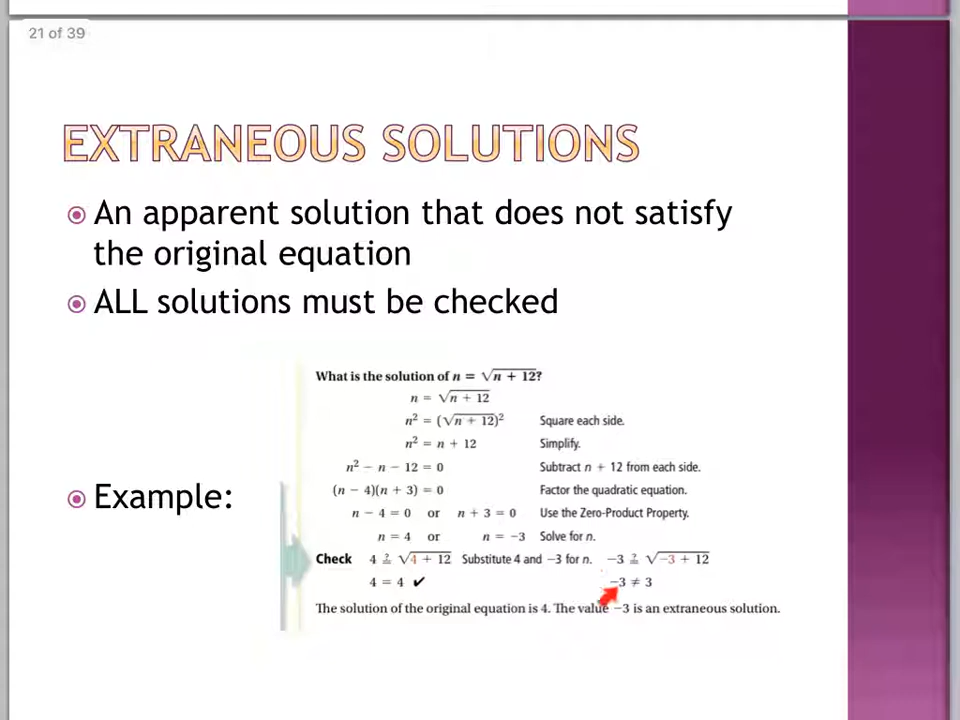 21 of 39
EXTRANEOUS SOLUTIONS
An apparent solution that does not satisfy
the original equation
ALL solutions must be checked
What is the solution of n = √(n + 12)?
n = √(n + 12)
n² = (√(n + 12))² Square each side.
n² = n + 12 Simplify.
n² − n − 12 = 0 Subtract n + 12 from each side.
(n − 4)(n + 3) = 0 Factor the quadratic equation.
Example:
n − 4 = 0 or n + 3 = 0 Use the Zero-Product Property.
n = 4 or n = −3 Solve for n.
Check 4 ≟ √(4 + 12) Substitute 4 and −3 for n. −3 ≟ √(−3 + 12)
4 = 4 ✔ −3 ≠ 3
The solution of the original equation is 4. The value −3 is an extraneous solution.